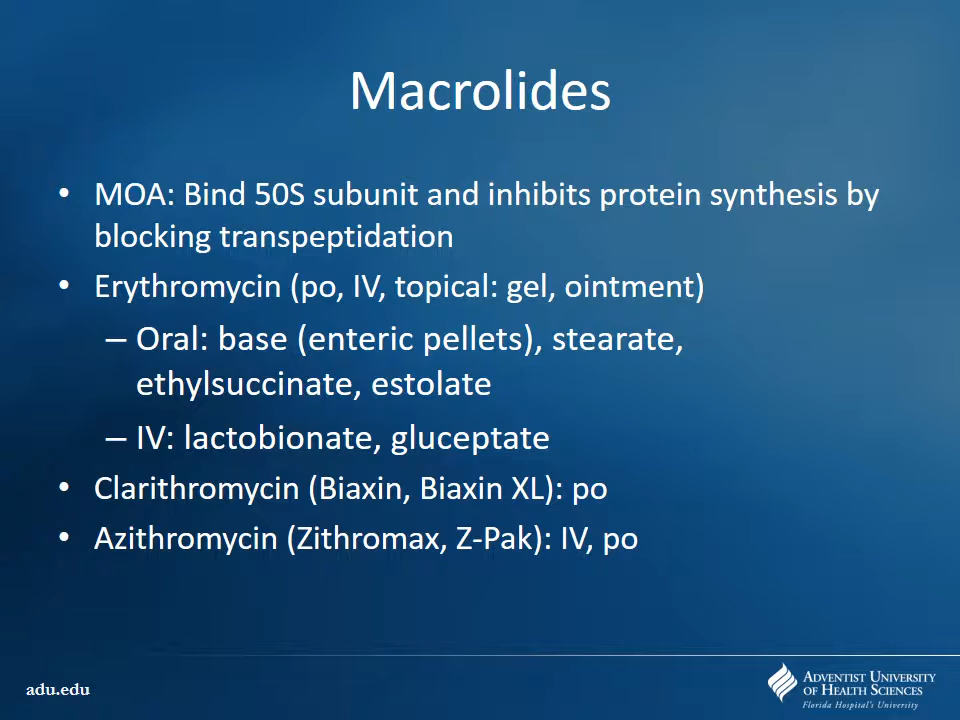 Macrolides
• MOA: Bind 50S subunit and inhibits protein synthesis by
blocking transpeptidation
• Erythromycin (po, IV, topical: gel, ointment)
– Oral: base (enteric pellets), stearate,
ethylsuccinate, estolate
– IV: lactobionate, gluceptate
• Clarithromycin (Biaxin, Biaxin XL): po
• Azithromycin (Zithromax, Z-Pak): IV, po
adu.edu
ADVENTIST UNIVERSITY
OF HEALTH SCIENCES
Florida Hospital's University